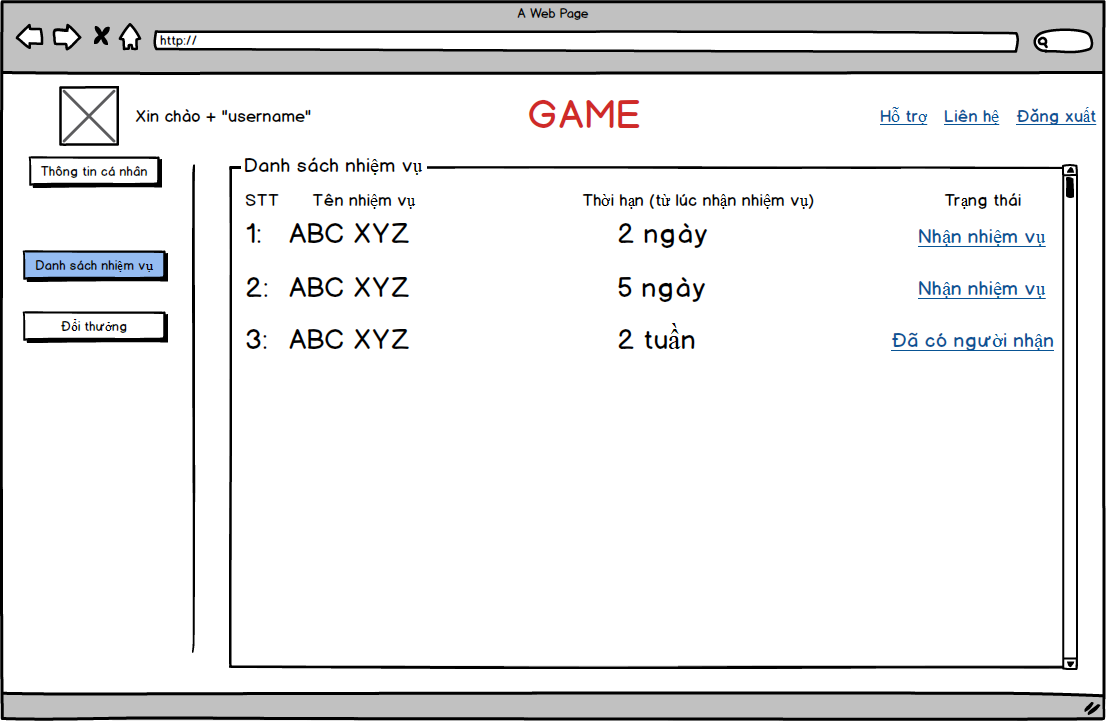 A Web Page
http://
Xin chào + "username"
GAME
Hỗ trợ Liên hệ Đăng xuất
Thông tin cá nhân
Danh sách nhiệm vụ
Đổi thưởng
Danh sách nhiệm vụ
STT Tên nhiệm vụ Thời hạn (từ lúc nhận nhiệm vụ) Trạng thái
1: ABC XYZ 2 ngày Nhận nhiệm vụ
2: ABC XYZ 5 ngày Nhận nhiệm vụ
3: ABC XYZ 2 tuần Đã có người nhận